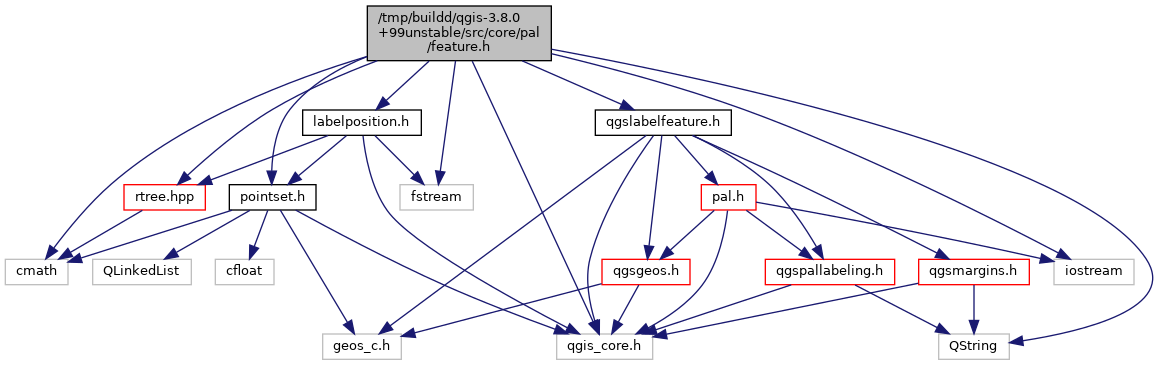 /tmp/buildd/qgis-3.8.0
+99unstable/src/core/pal
/feature.h
labelposition.h
qgslabelfeature.h
rtree.hpp
pointset.h
fstream
pal.h
cmath
QLinkedList
cfloat
qgsgeos.h
qgspallabeling.h
qgsmargins.h
iostream
geos_c.h
qgis_core.h
QString